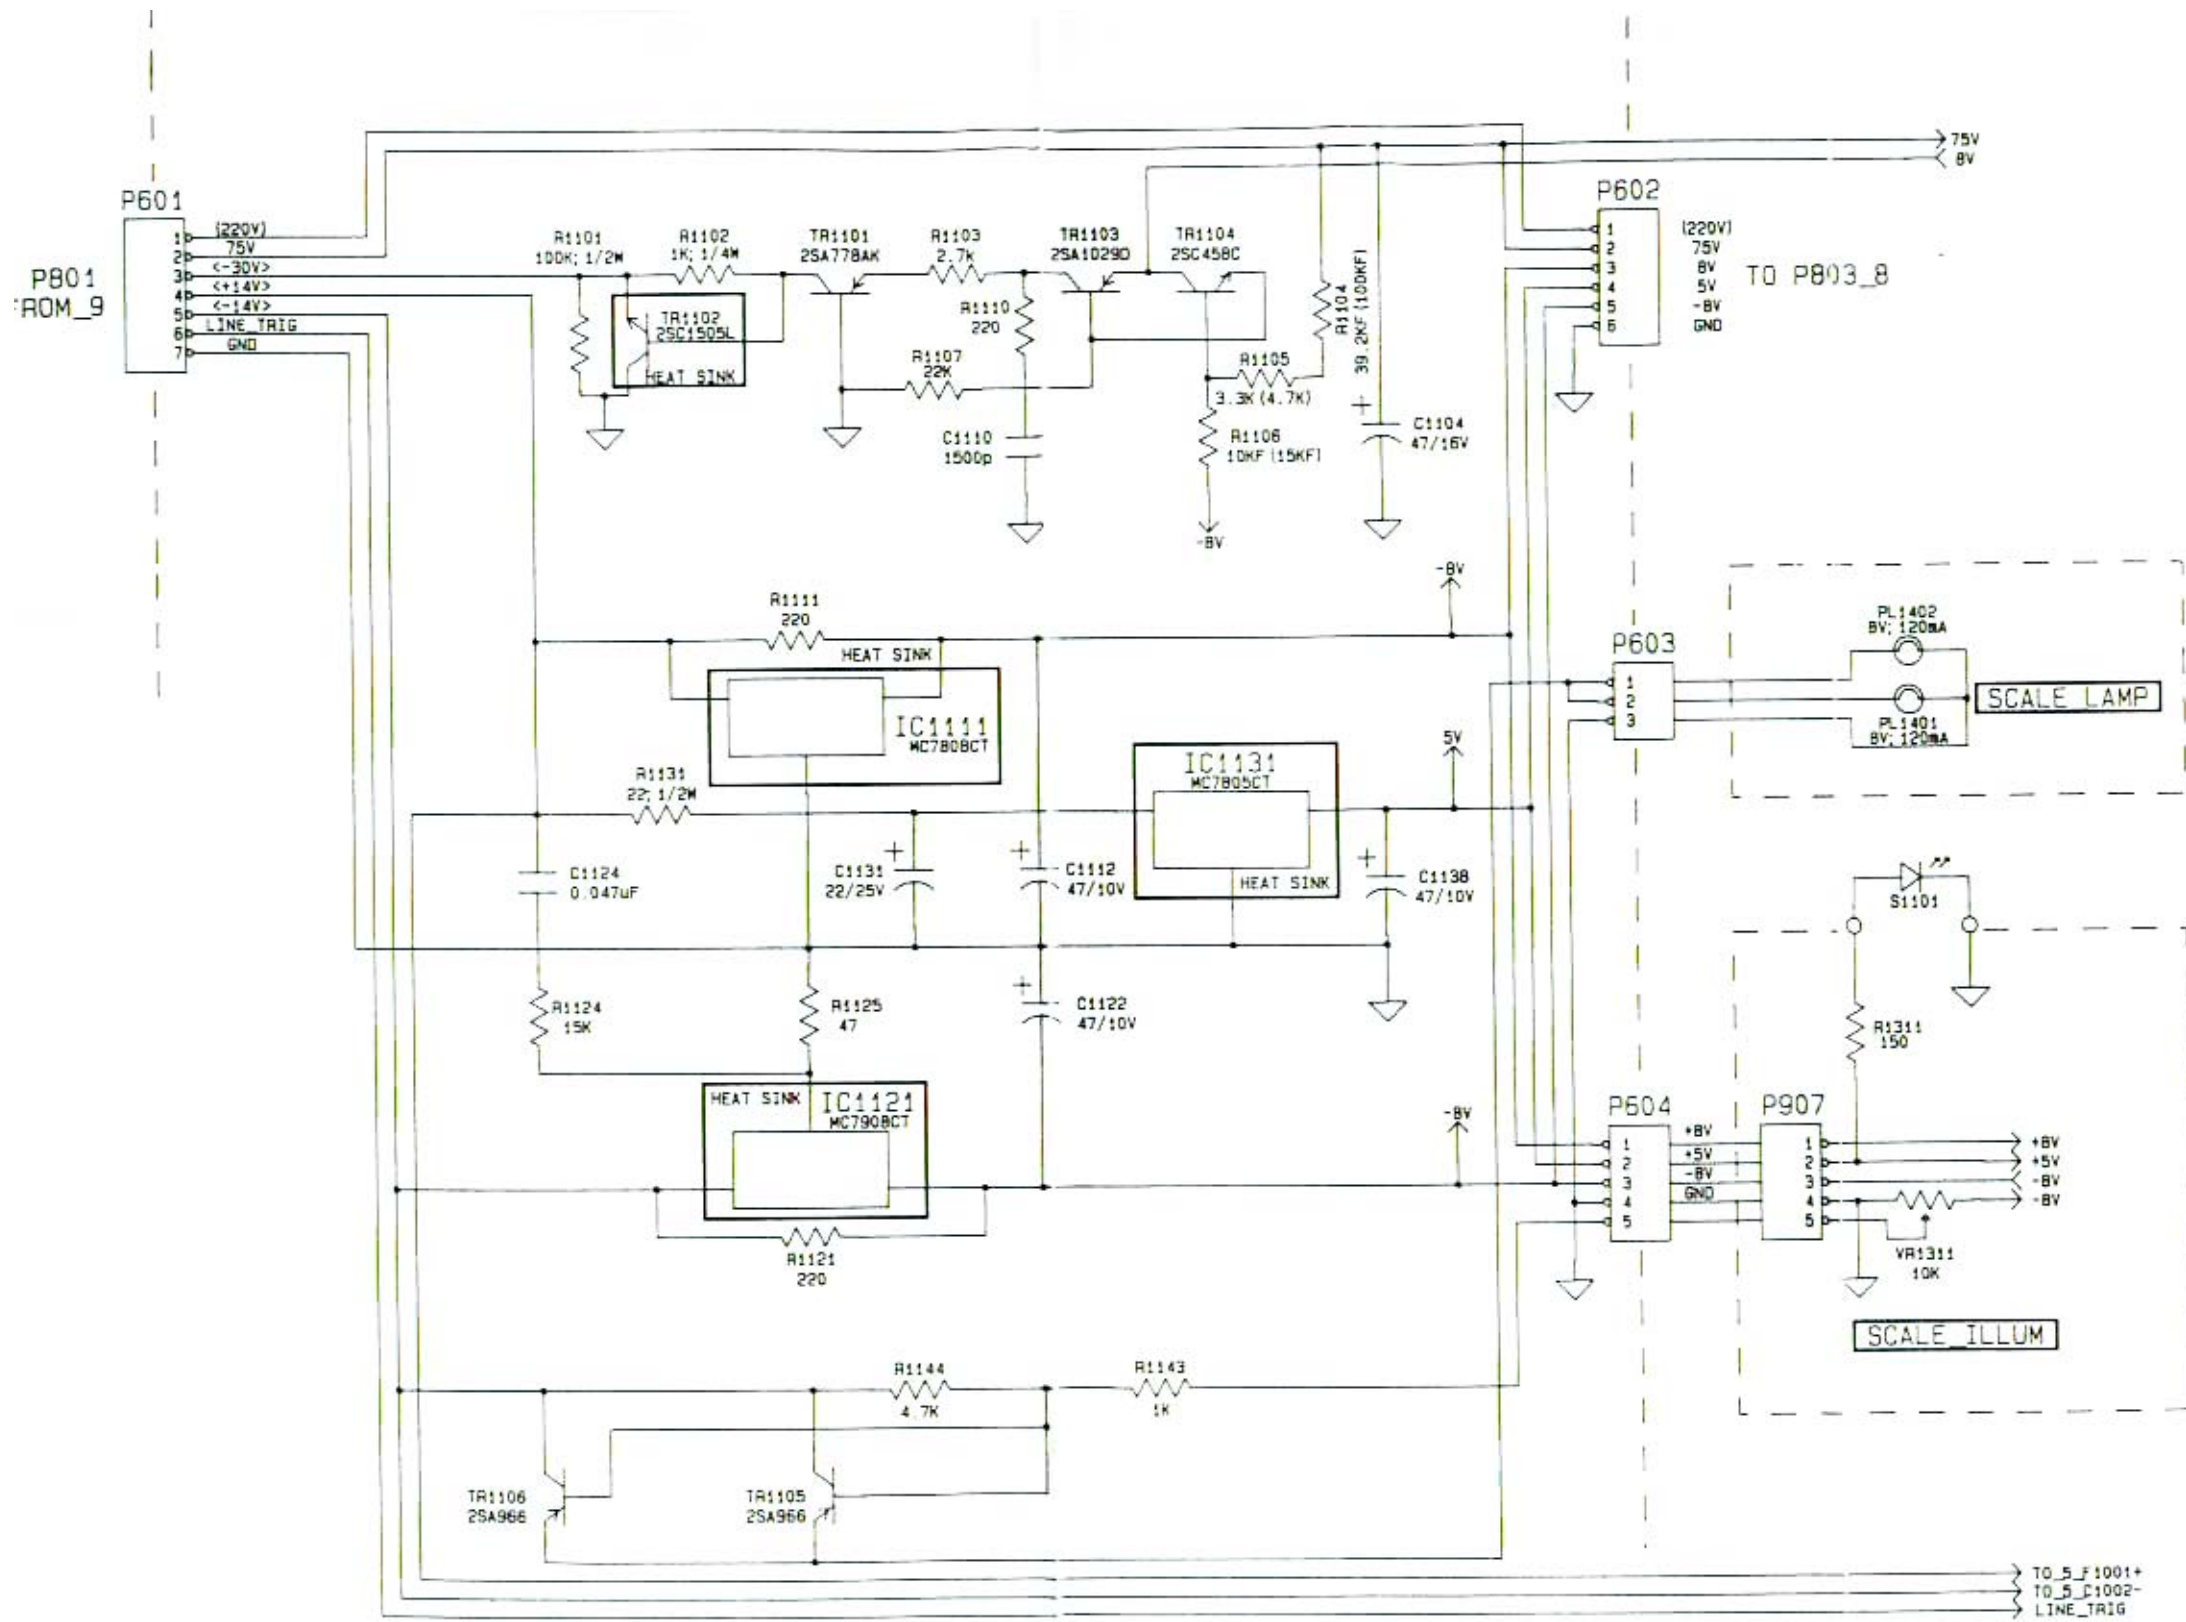 75V
8V
P601
P602
1
(220V)
2
75V
3
<-30V>
4
<+14V>
5
<-14V>
6
LINE_TRIG
7
GND
P801
FROM_9
R1101
100K; 1/2W
R1102
1K; 1/4W
TR1101
2SA778AK
R1103
2.7K
TR1103
2SA1029D
TR1104
2SC458C
1
(220V)
2
75V
3
8V
4
5V
5
-8V
6
GND
TO P803_8
TR1102
2SC1505L
HEAT SINK
R1110
220
R1107
22K
R1104
39.2KF (100KF)
R1105
3.3K (4.7K)
C1110
1500p
R1106
10KF (15KF)
+
C1104
47/16V
-8V
-8V
R1111
220
HEAT SINK
IC1111
MC7808CT
P603
1
2
3
PL1402
8V; 120mA
SCALE LAMP
PL1401
8V; 120mA
R1131
22; 1/2W
IC1131
MC7805CT
HEAT SINK
5V
C1124
0.047uF
+
C1131
22/25V
+
C1112
47/10V
+
C1138
47/10V
S1101
R1124
15K
R1125
47
+
C1122
47/10V
R1311
150
HEAT SINK
IC1121
MC7908CT
-8V
P604
P907
1
+8V
1
+8V
2
+5V
2
+5V
3
-8V
3
-8V
4
GND
4
-8V
5
5
R1121
220
VR1311
10K
SCALE_ILLUM
R1144
4.7K
R1143
1K
TR1106
2SA966
TR1105
2SA966
TO_5_F1001+
TO_5_C1002-
LINE_TRIG